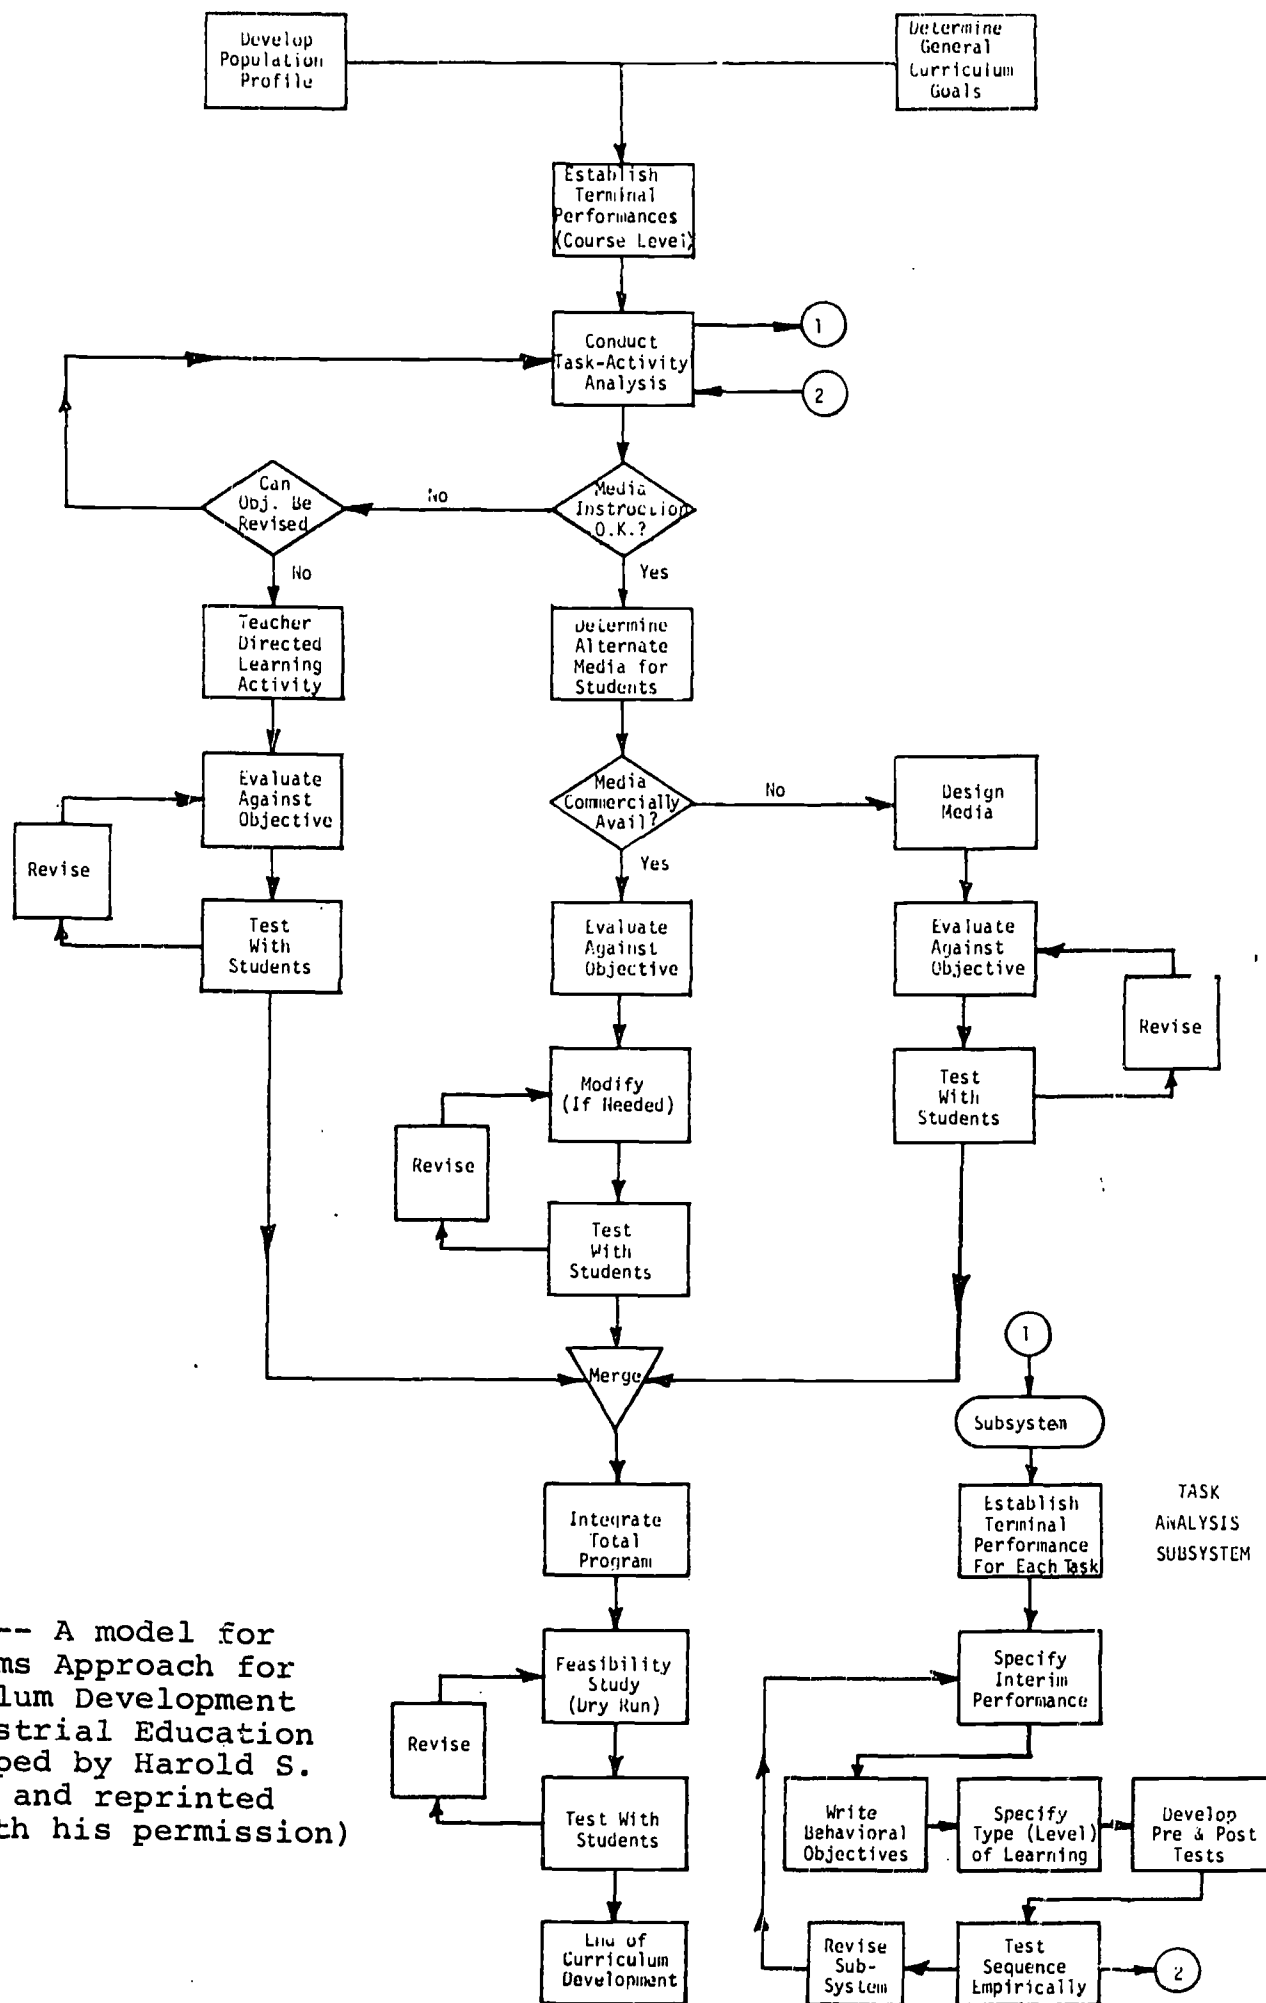 Develop
Population
Profile
Determine
General
Curriculum
Goals
Establish
Terminal
Performances
(Course Level)
Conduct
Task-Activity
Analysis
1
2
Can
Obj. Be
Revised
No
Media
Instruction
O.K.?
No
Yes
Teacher
Directed
Learning
Activity
Determine
Alternate
Media for
Students
Evaluate
Against
Objective
Media
Commercially
Avail?
No
Design
Media
Revise
Yes
Test
With
Students
Evaluate
Against
Objective
Evaluate
Against
Objective
Revise
Modify
(If Needed)
Test
With
Students
Revise
Test
With
Students
1
Merge
Subsystem
Integrate
Total
Program
Establish
Terminal
Performance
For Each Task
TASK
ANALYSIS
SUBSYSTEM
-- A model for
ms Approach for
lum Development
strial Education
ped by Harold S.
and reprinted
th his permission)
Feasibility
Study
(Dry Run)
Specify
Interim
Performance
Revise
Test With
Students
Write
Behavioral
Objectives
Specify
Type (Level)
of Learning
Develop
Pre & Post
Tests
End of
Curriculum
Development
Revise
Sub-
System
Test
Sequence
Empirically
2